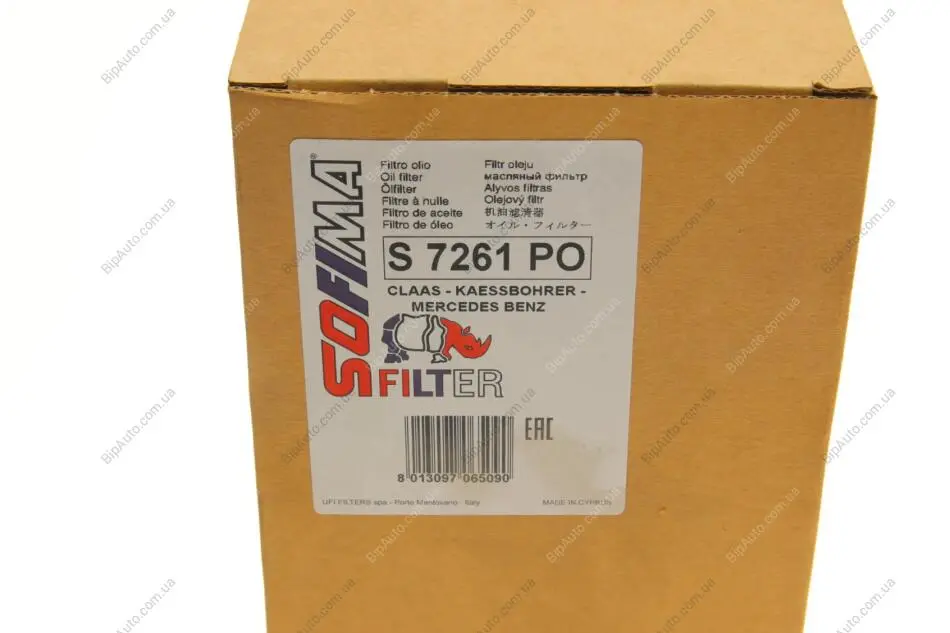 SOFIMA®
Filtro olio
Oil filter
Ölfilter
Filtre à huile
Filtro de aceite
Filtro de óleo
Filtr oleju
масляный фильтр
Alyvos filtras
Olejový filtr
机油滤清器
オイル・フィルター
S 7261 PO
CLAAS - KAESSBOHRER -
MERCEDES BENZ
FILTER
EAC
8 013097 065090
UFI FILTERS spa - Porto Mantovano - Italy
MADE IN CYPRUS
BipAuto.com.ua